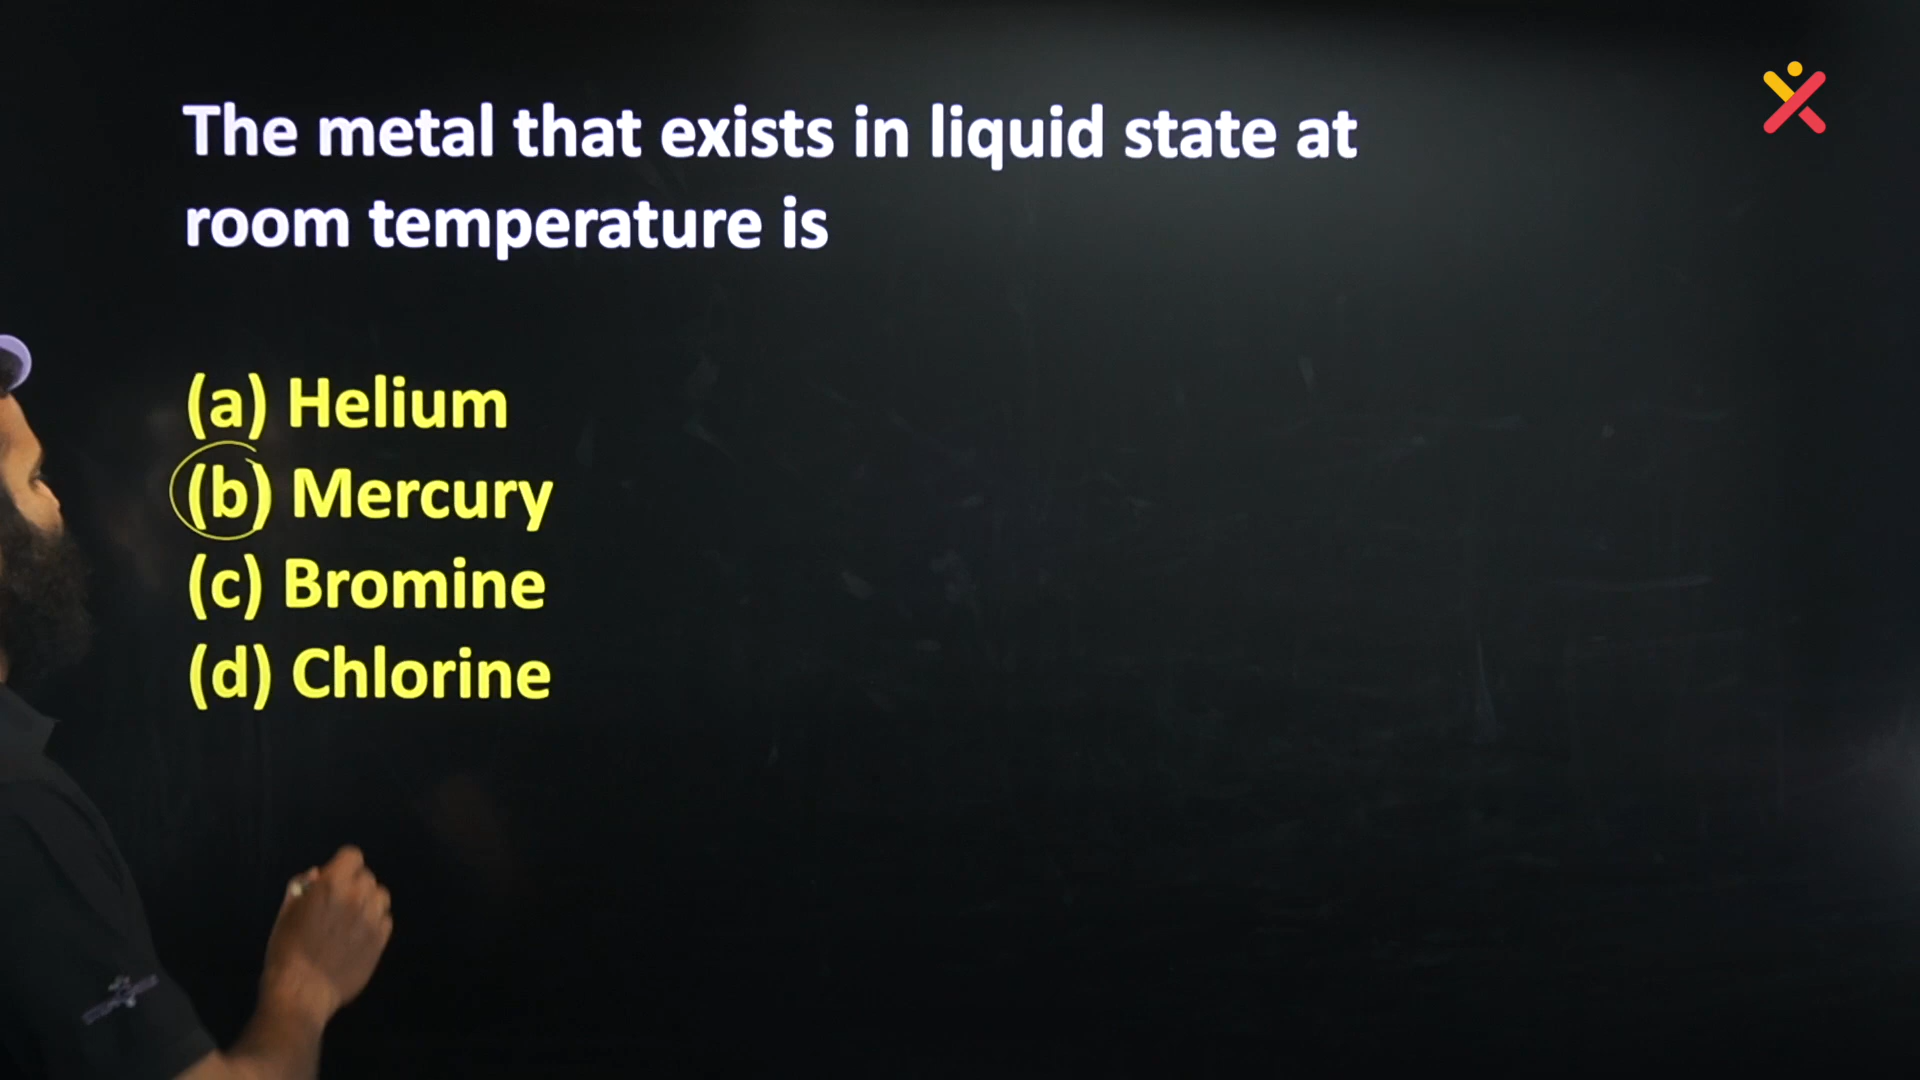 The metal that exists in liquid state at
room temperature is
(a) Helium
(b) Mercury
(c) Bromine
(d) Chlorine